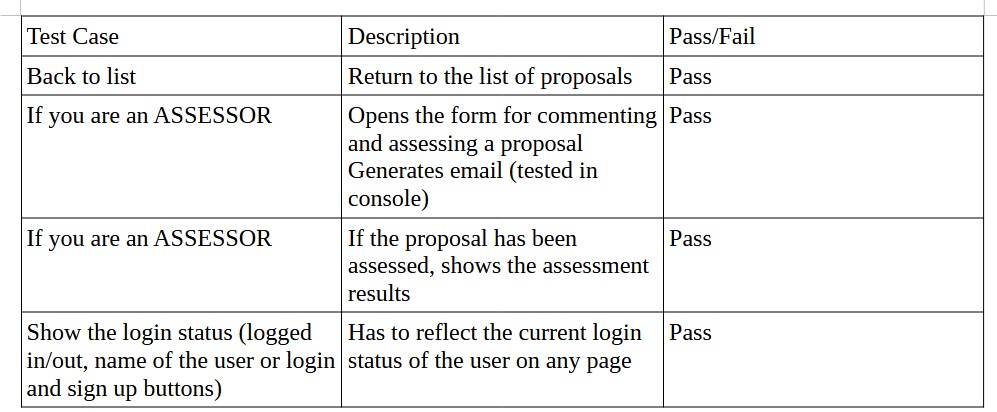 Test Case
Description
Pass/Fail
Back to list
Return to the list of proposals
Pass
If you are an ASSESSOR
Opens the form for commenting
and assessing a proposal
Generates email (tested in
console)
Pass
If you are an ASSESSOR
If the proposal has been
assessed, shows the assessment
results
Pass
Show the login status (logged
in/out, name of the user or login
and sign up buttons)
Has to reflect the current login
status of the user on any page
Pass